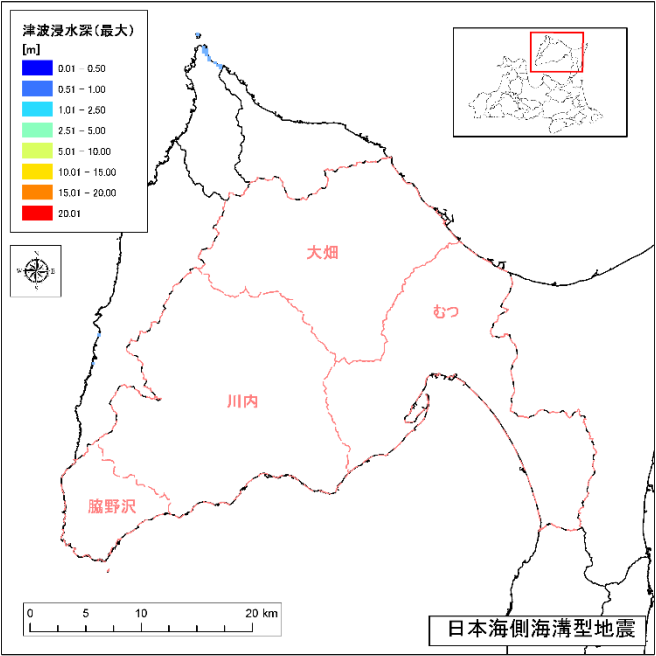 津波浸水深(最大)
[m]
0.01 - 0.50
0.51 - 1.00
1.01 - 2.50
2.51 - 5.00
5.01 - 10.00
10.01 - 15.00
15.01 - 20.00
20.01
N
W E
S
大畑
むつ
川内
脇野沢
0 5 10 20 km
日本海側海溝型地震